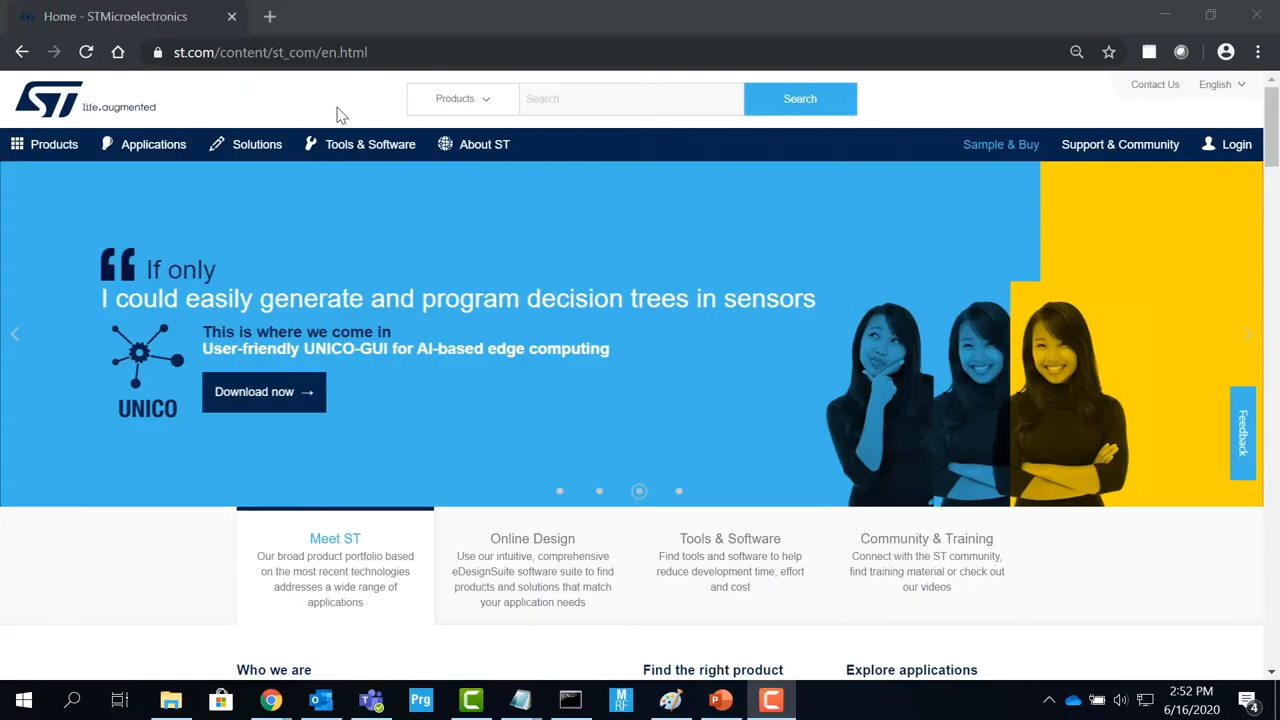 Home - STMicroelectronics
st.com/content/st_com/en.html
ST life.augmented
Products
Search
Search
Contact Us
English
Products
Applications
Solutions
Tools & Software
About ST
Sample & Buy
Support & Community
Login
If only
I could easily generate and program decision trees in sensors
This is where we come in
User-friendly UNICO-GUI for AI-based edge computing
Download now →
UNICO
Feedback
Meet ST
Our broad product portfolio based
on the most recent technologies
addresses a wide range of
applications
Online Design
Use our intuitive, comprehensive
eDesignSuite software suite to find
products and solutions that match
your application needs
Tools & Software
Find tools and software to help
reduce development time, effort
and cost
Community & Training
Connect with the ST community,
find training material or check out
our videos
Who we are
Find the right product
Explore applications
Prg
M
RF
2:52 PM
6/16/2020
4